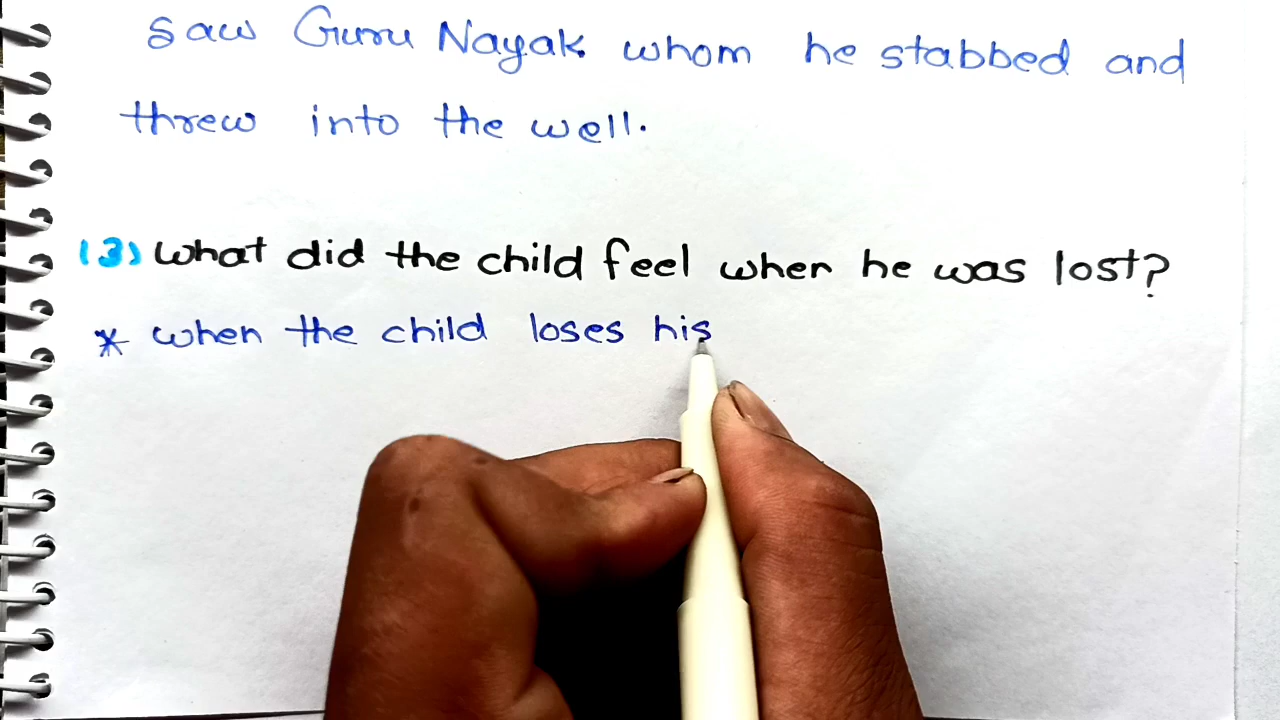 saw Guru Nayak whom he stabbed and
threw into the well.
(3) What did the child feel when he was lost?
* when the child loses his